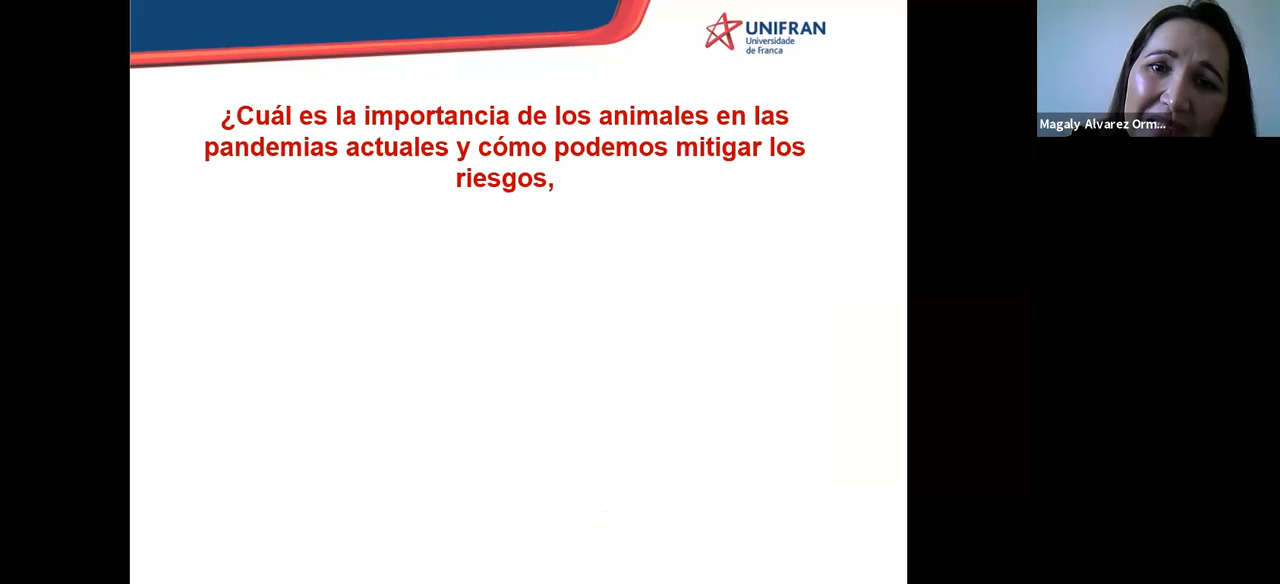 UNIFRAN
Universidade
de Franca
¿Cuál es la importancia de los animales en las
pandemias actuales y cómo podemos mitigar los
riesgos,
Magaly Alvarez Orm...